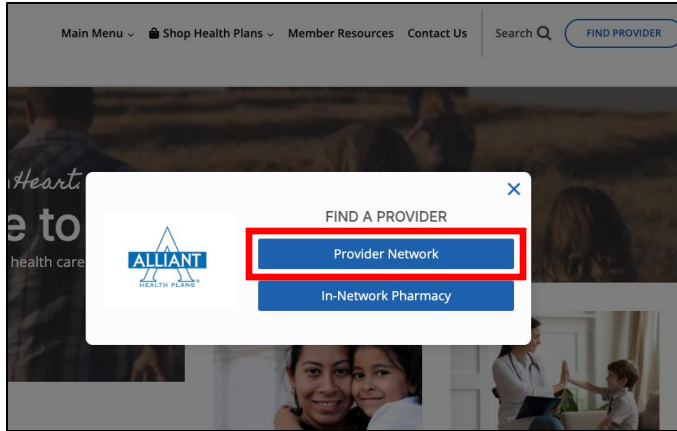 Main Menu Shop Health Plans Member Resources Contact Us Search FIND PROVIDER
Heart.
e to
health care
FIND A PROVIDER
ALLIANT
HEALTH PLANS
Provider Network
In-Network Pharmacy